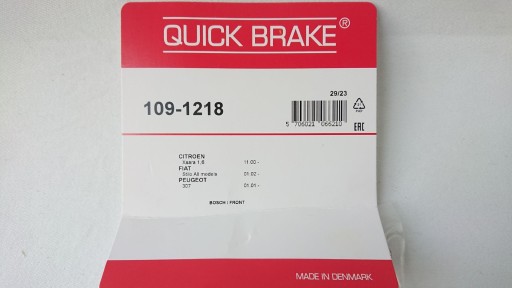 QUICK BRAKE®
29/23
109-1218
5 706021 066210
EAC
CITROEN
Xsara 1.6 11.00 -
FIAT
Stilo All models 01.02 -
PEUGEOT
307 01.01 -
BOSCH / FRONT
MADE IN DENMARK